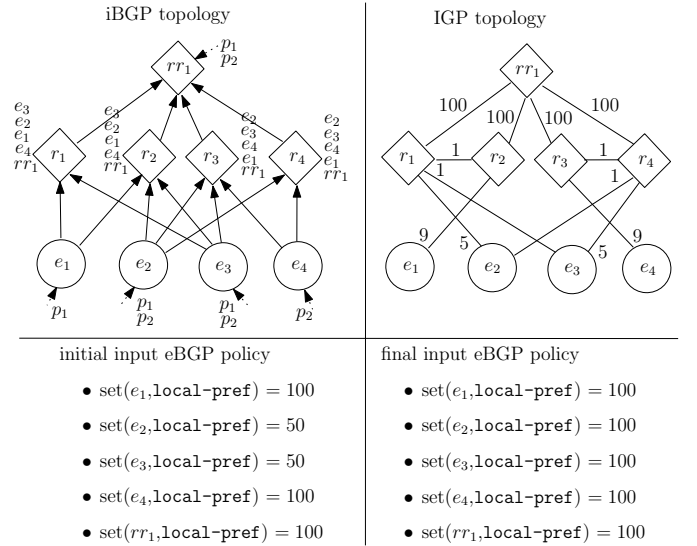 iBGP topology
p₁
p₂
rr₁
e₃
e₂
e₁
e₄
rr₁
r₁
e₃
e₂
e₁
e₄
rr₁
r₂
r₃
e₂
e₃
e₄
e₁
rr₁
r₄
e₂
e₃
e₄
e₁
rr₁
e₁
e₂
e₃
e₄
p₁
p₁
p₂
p₁
p₂
p₂
IGP topology
rr₁
100
100
100
100
r₁
1
r₂
r₃
1
r₄
1
1
9
5
5
9
e₁
e₂
e₃
e₄
initial input eBGP policy
• set(e₁,local-pref) = 100
• set(e₂,local-pref) = 50
• set(e₃,local-pref) = 50
• set(e₄,local-pref) = 100
• set(rr₁,local-pref) = 100
final input eBGP policy
• set(e₁,local-pref) = 100
• set(e₂,local-pref) = 100
• set(e₃,local-pref) = 100
• set(e₄,local-pref) = 100
• set(rr₁,local-pref) = 100